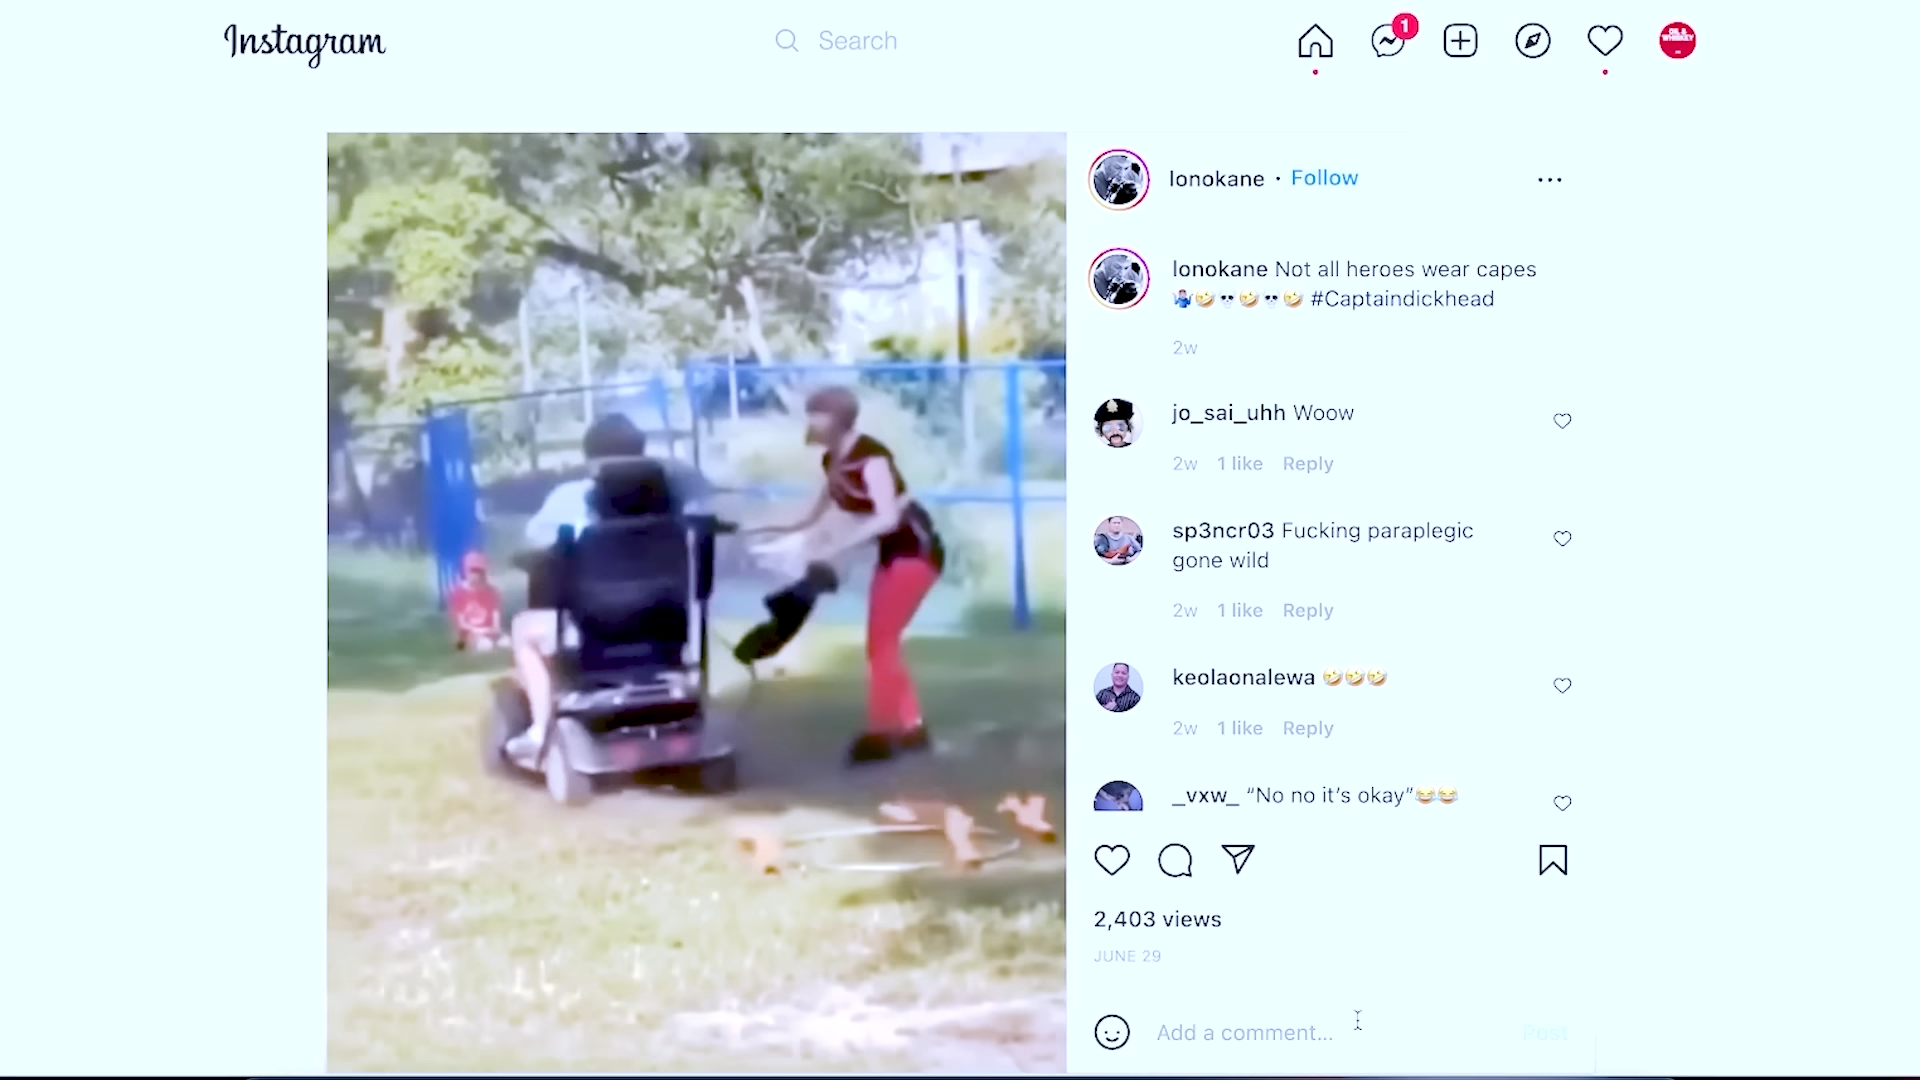 Instagram
Search
1
lonokane · Follow
lonokane Not all heroes wear capes
🤷‍♂️🤣💀🤣💀🤣 #Captaindickhead
2w
jo_sai_uhh Woow
2w 1 like Reply
sp3ncr03 Fucking paraplegic
gone wild
2w 1 like Reply
keolaonalewa 🤣🤣🤣
2w 1 like Reply
_vxw_ “No no it’s okay”😂😂
2,403 views
JUNE 29
Add a comment...
Post